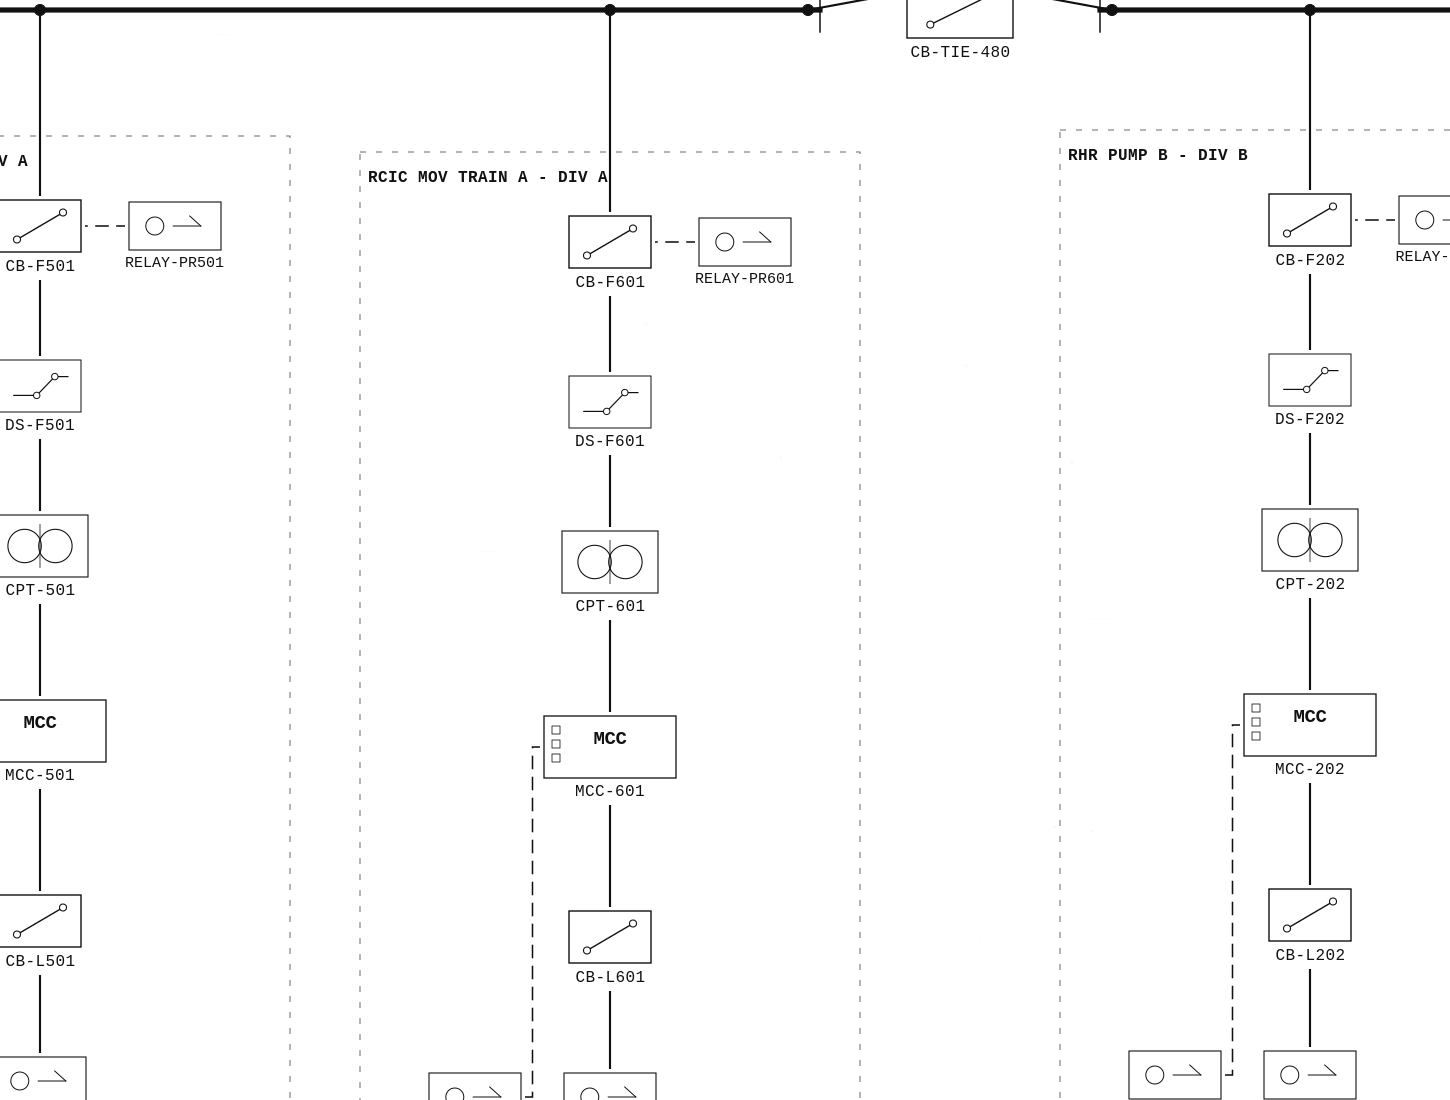 CB-TIE-480
V A
RCIC MOV TRAIN A - DIV A
RHR PUMP B - DIV B
CB-F501
RELAY-PR501
CB-F601
RELAY-PR601
CB-F202
RELAY-
DS-F501
DS-F601
DS-F202
CPT-501
CPT-601
CPT-202
MCC
MCC-501
MCC
MCC-601
MCC
MCC-202
CB-L501
CB-L601
CB-L202